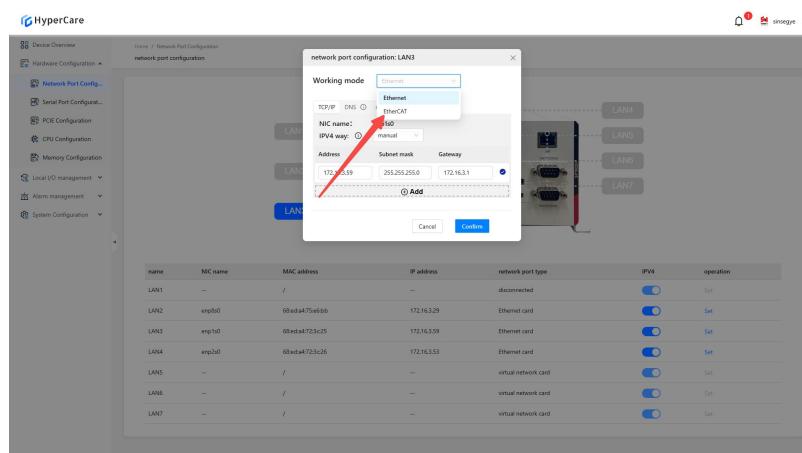 HyperCare
1
sinsegye
Device Overview
Home / Network Port Configuration
Hardware Configuration
network port configuration
Network Port Config...
Serial Port Configurat...
PCIE Configuration
CPU Configuration
Memory Configuration
Local I/O management
Alarm management
System Configuration
network port configuration: LAN3
Working mode
Ethernet
Ethernet
EtherCAT
TCP/IP DNS
NIC name:
IPV4 way: manual
Address Subnet mask Gateway
172.16.3.59 255.255.255.0 172.16.3.1
Add
Cancel Confirm
LAN4
LAN5
LAN6
LAN7
name NIC name MAC address IP address network port type IPV4 operation
LAN1 -- / -- disconnected Set
LAN2 enp8s0 68:ed:a4:75:e6:bb 172.16.3.29 Ethernet card Set
LAN3 enp1s0 68:ed:a4:72:3c:25 172.16.3.59 Ethernet card Set
LAN4 enp2s0 68:ed:a4:72:3c:26 172.16.3.53 Ethernet card Set
LAN5 -- / -- virtual network card Set
LAN6 -- / -- virtual network card Set
LAN7 -- / -- virtual network card Set